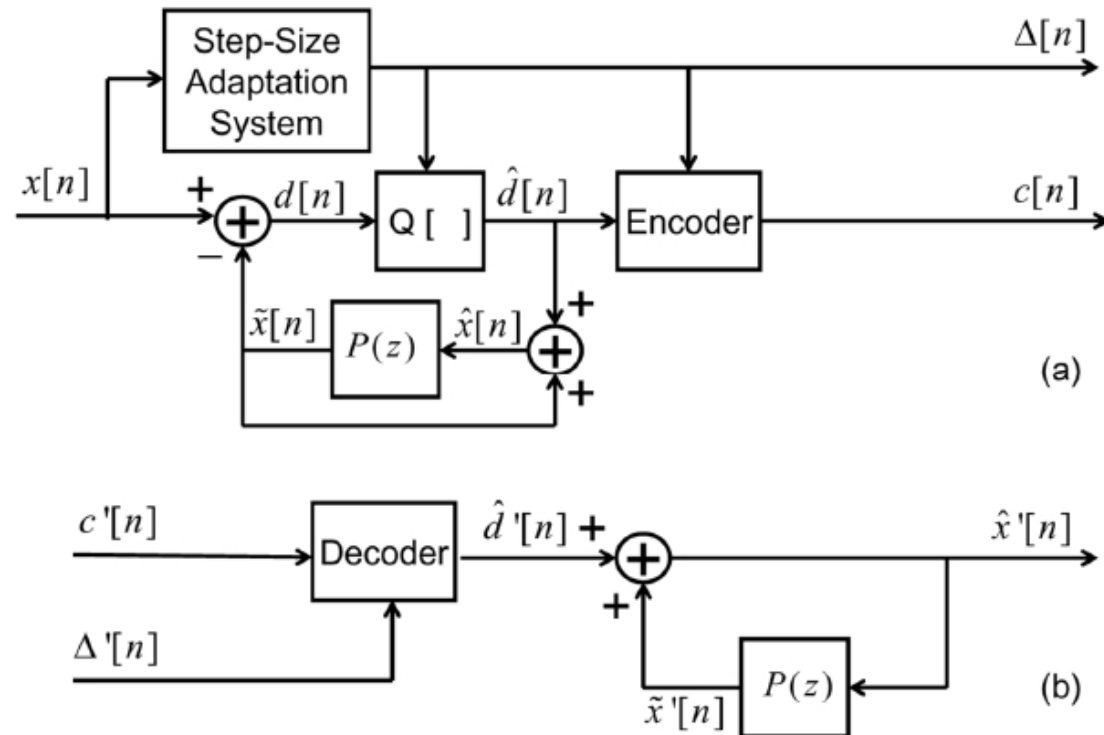 Step-Size
Adaptation
System
Δ[n]
x[n]
+
d[n]
Q [ ]
d̂[n]
Encoder
c[n]
+
−
x̃[n]
P(z)
x̂[n]
+
+
+
(a)
c'[n]
Decoder
d̂'[n]
+
+
x̂'[n]
+
Δ'[n]
x̃'[n]
P(z)
(b)